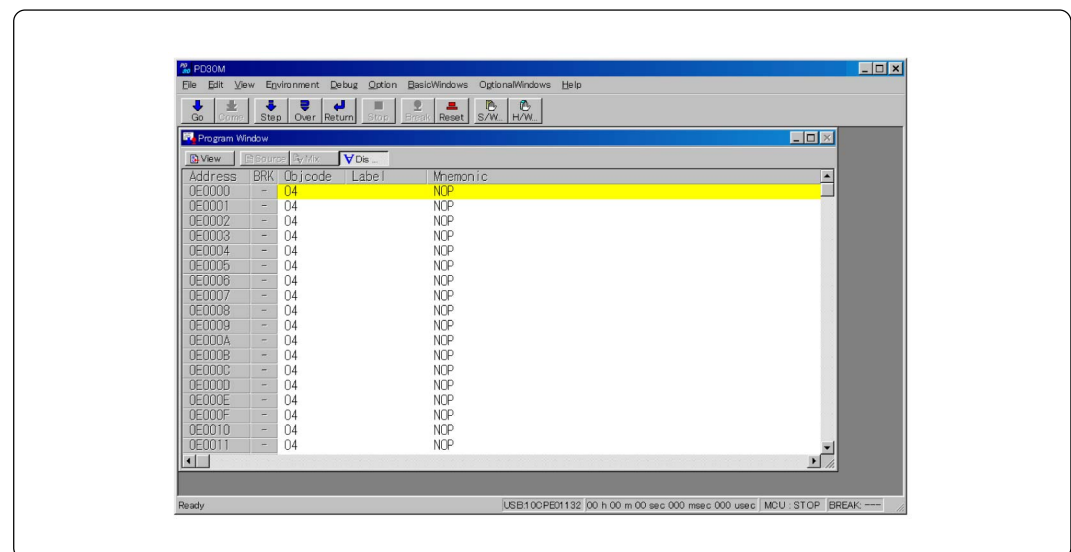 PD30M
File Edit View Environment Debug Option BasicWindows OptionalWindows Help
Go Come Step Over Return Stop Break Reset S/W... H/W...
Program Window
View Source Mix Dis ...
Address BRK Objcode Label Mnemonic
0E0000 - 04 NOP
0E0001 - 04 NOP
0E0002 - 04 NOP
0E0003 - 04 NOP
0E0004 - 04 NOP
0E0005 - 04 NOP
0E0006 - 04 NOP
0E0007 - 04 NOP
0E0008 - 04 NOP
0E0009 - 04 NOP
0E000A - 04 NOP
0E000B - 04 NOP
0E000C - 04 NOP
0E000D - 04 NOP
0E000E - 04 NOP
0E000F - 04 NOP
0E0010 - 04 NOP
0E0011 - 04 NOP
Ready USB:10CPE01132 00 h 00 m 00 sec 000 msec 000 usec MCU : STOP BREAK: ---